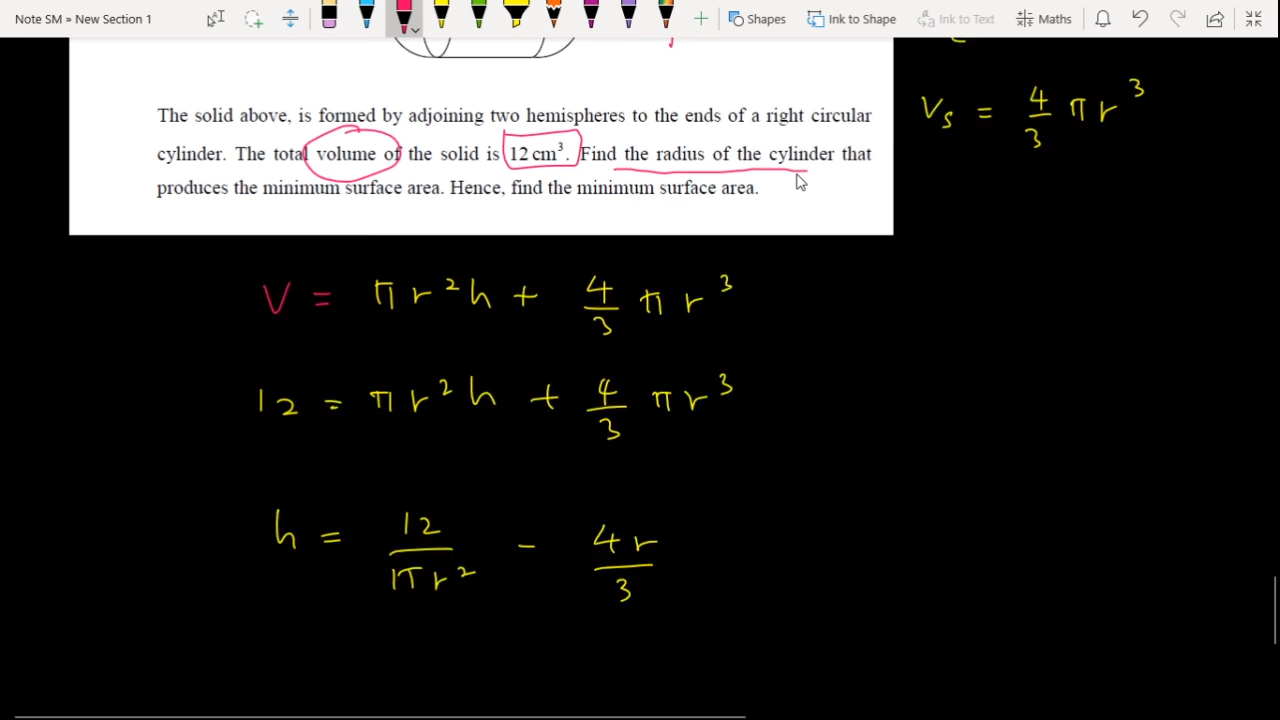 Note SM » New Section 1
Shapes
Ink to Shape
Ink to Text
Maths
The solid above, is formed by adjoining two hemispheres to the ends of a right circular
cylinder. The total volume of the solid is 12 cm³. Find the radius of the cylinder that
produces the minimum surface area. Hence, find the minimum surface area.
Vₛ = 4/3 πr³
V = πr²h + 4/3 πr³
12 = πr²h + 4/3 πr³
h = 12/πr² - 4r/3